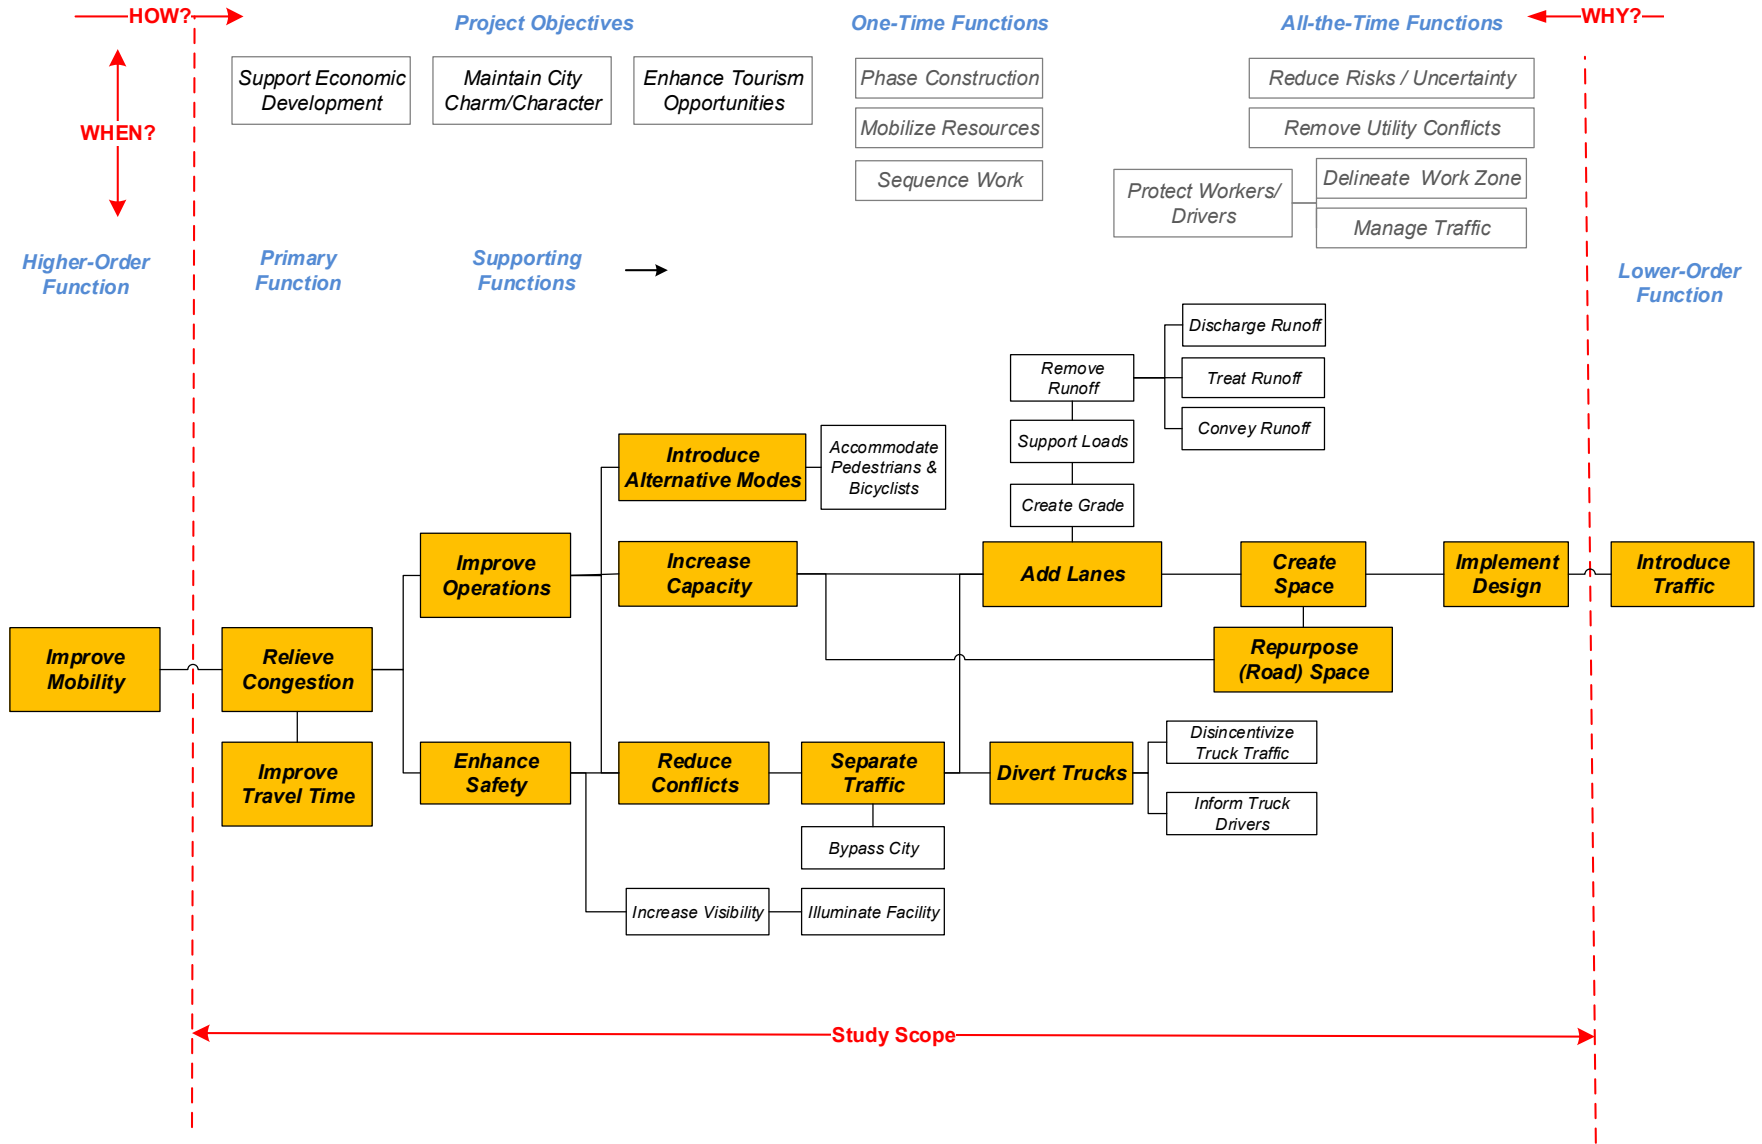 HOW?
Project Objectives
One-Time Functions
All-the-Time Functions
WHY?
Support Economic
Development
Maintain City
Charm/Character
Enhance Tourism
Opportunities
Phase Construction
Mobilize Resources
Sequence Work
Reduce Risks / Uncertainty
Remove Utility Conflicts
Protect Workers/
Drivers
Delineate Work Zone
Manage Traffic
WHEN?
Higher-Order
Function
Primary
Function
Supporting
Functions
Lower-Order
Function
Discharge Runoff
Remove
Runoff
Treat Runoff
Convey Runoff
Support Loads
Create Grade
Introduce
Alternative Modes
Accommodate
Pedestrians &
Bicyclists
Improve
Operations
Increase
Capacity
Add Lanes
Create
Space
Implement
Design
Introduce
Traffic
Improve
Mobility
Relieve
Congestion
Repurpose
(Road) Space
Improve
Travel Time
Enhance
Safety
Reduce
Conflicts
Separate
Traffic
Divert Trucks
Disincentivize
Truck Traffic
Inform Truck
Drivers
Bypass City
Increase Visibility
Illuminate Facility
Study Scope